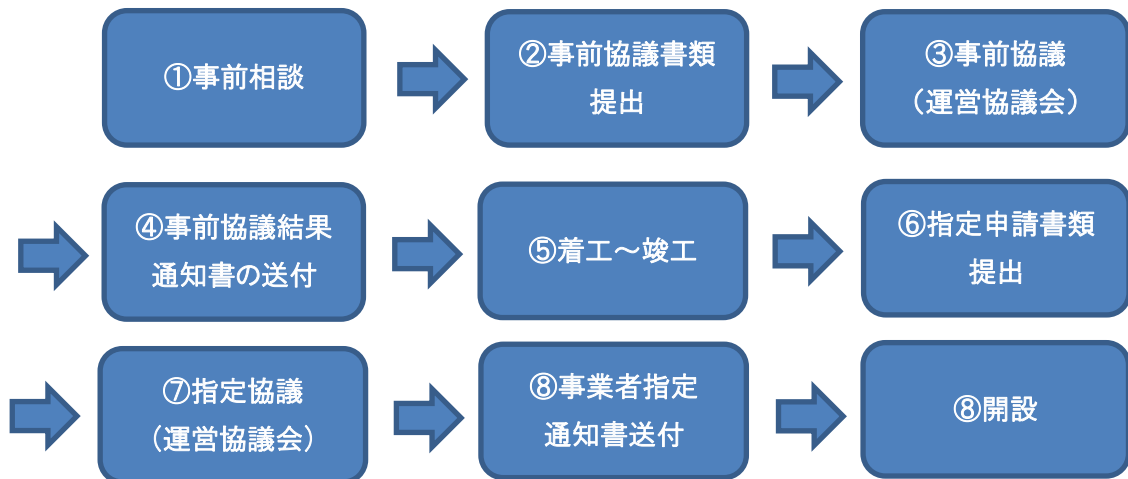 ①事前相談
②事前協議書類
提出
③事前協議
（運営協議会）
④事前協議結果
通知書の送付
⑤着工～竣工
⑥指定申請書類
提出
⑦指定協議
（運営協議会）
⑧事業者指定
通知書送付
⑧開設